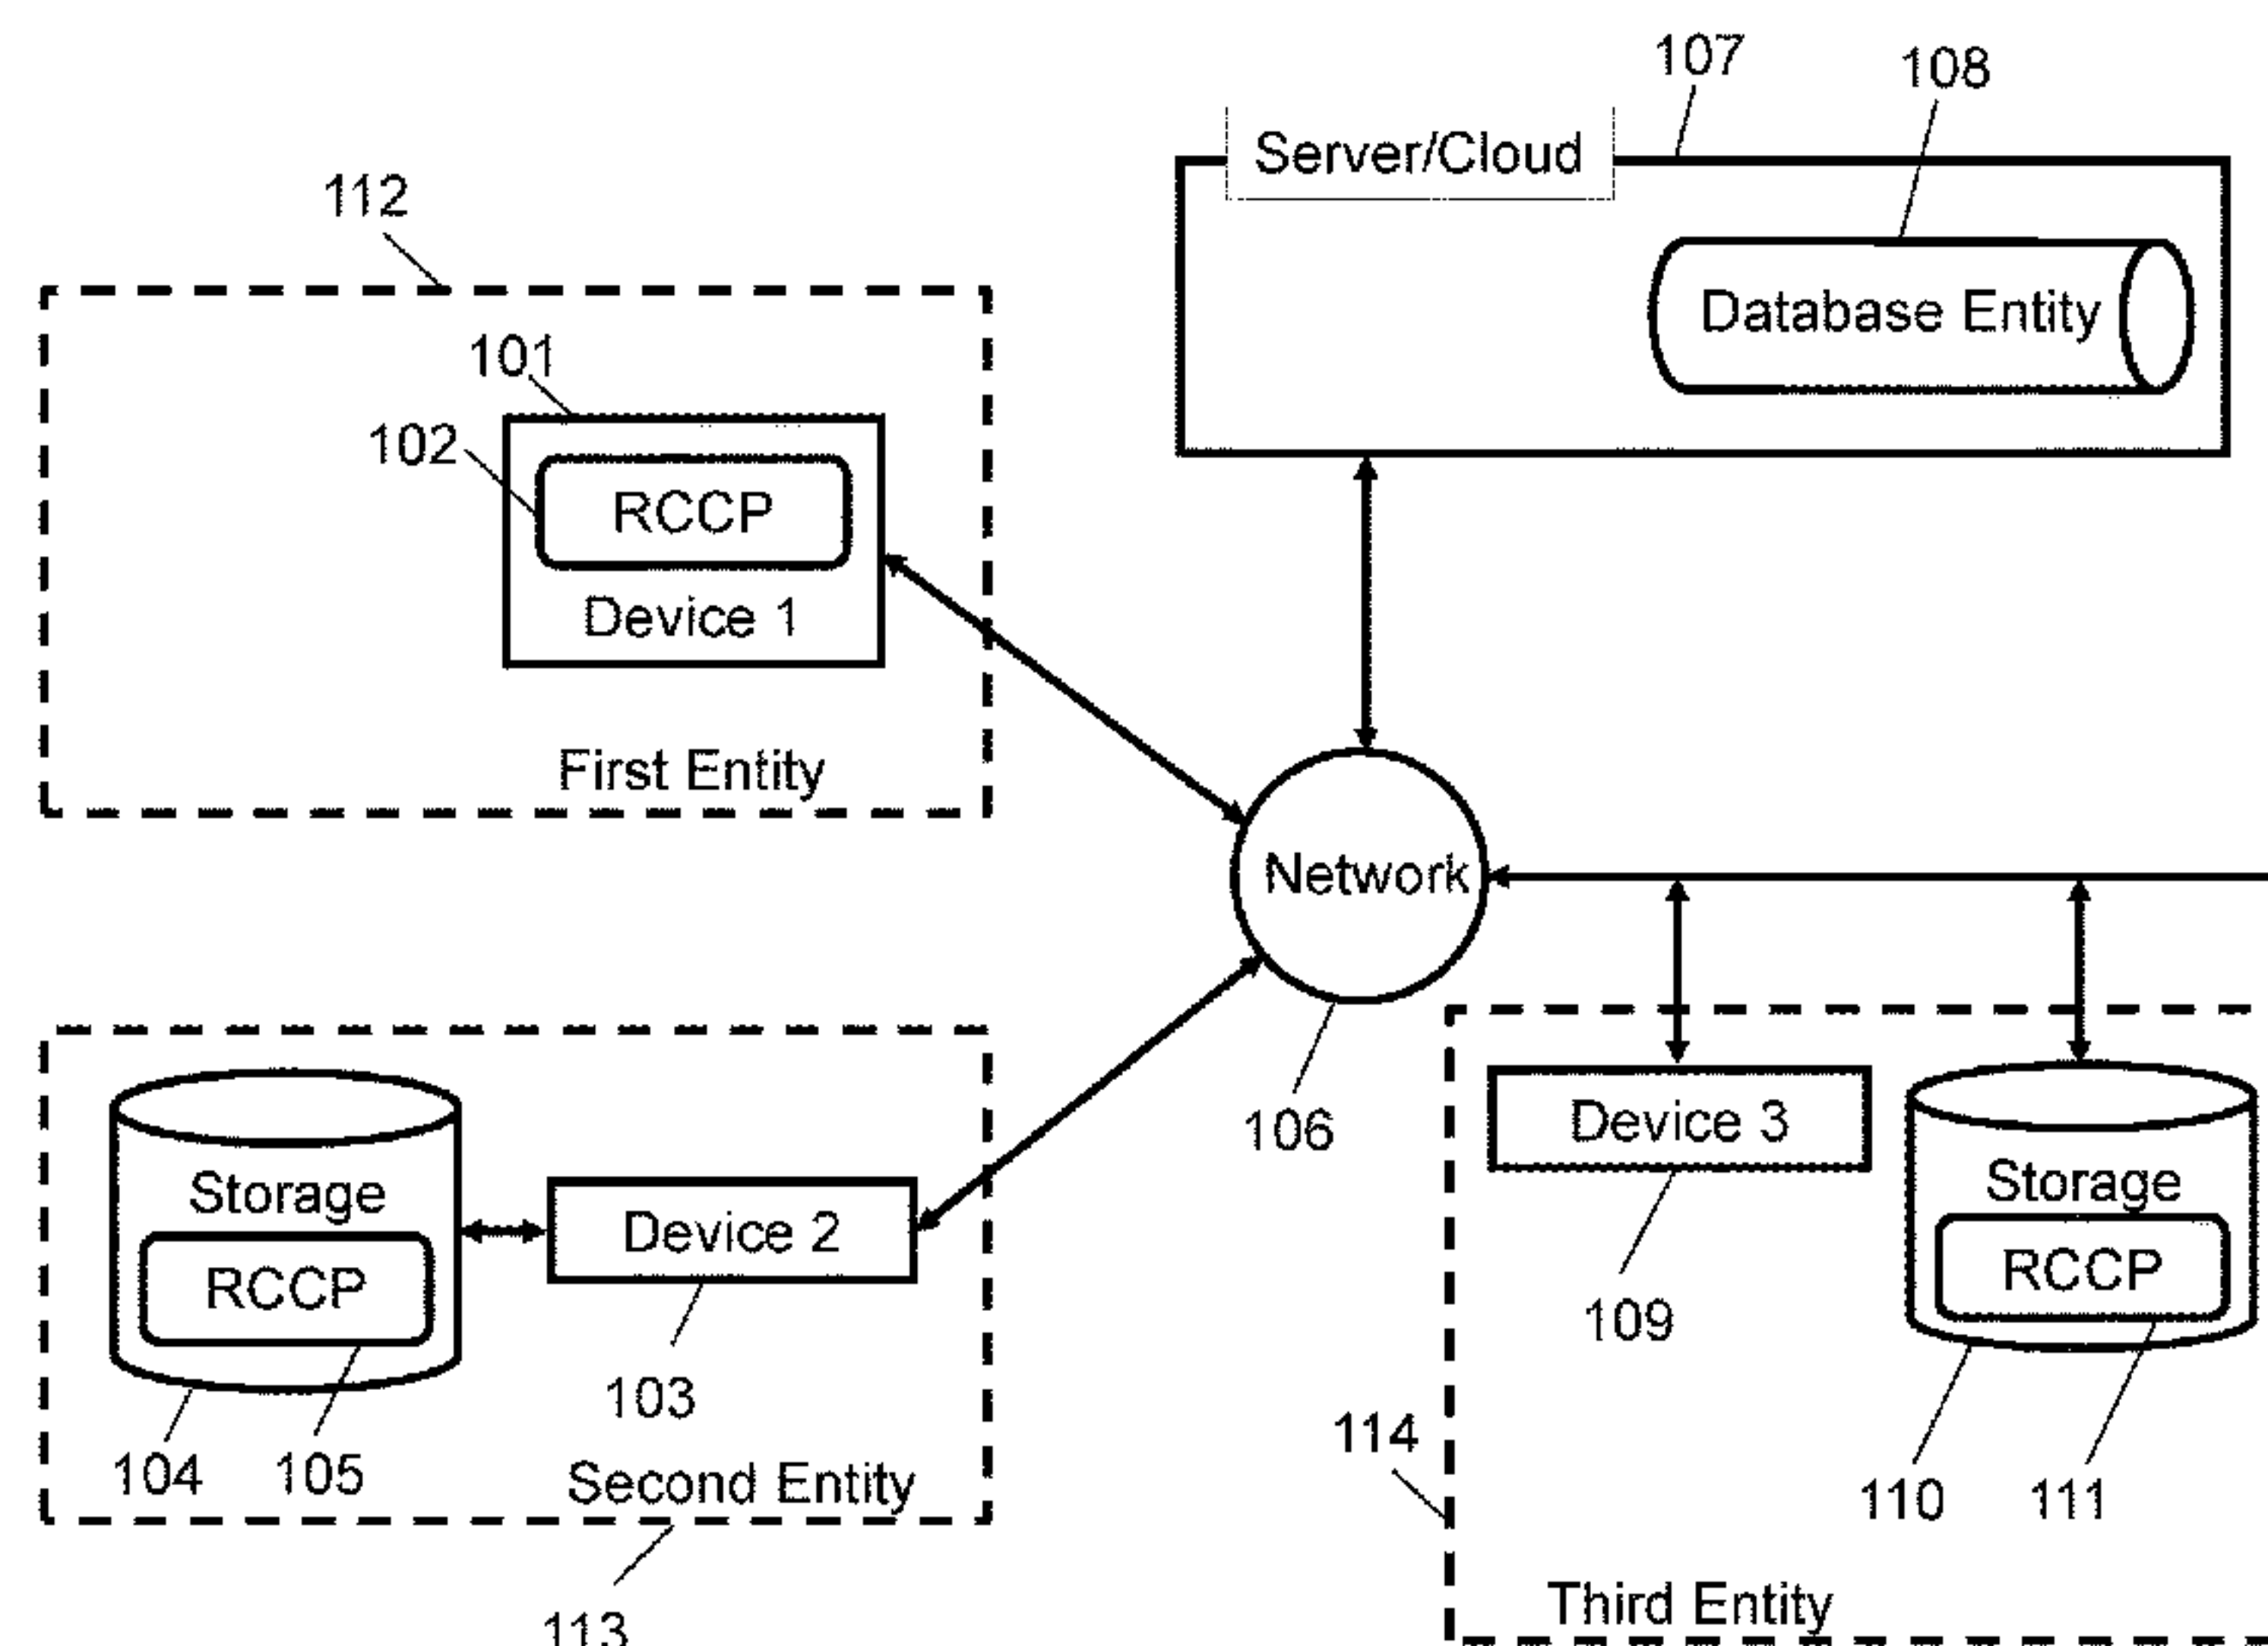 107
108
Server/Cloud
112
Database Entity
101
102
RCCP
Device 1
First Entity
Network
106
Device 3
Storage
RCCP
109
110
111
114
Third Entity
Storage
RCCP
Device 2
103
104
105
Second Entity
113